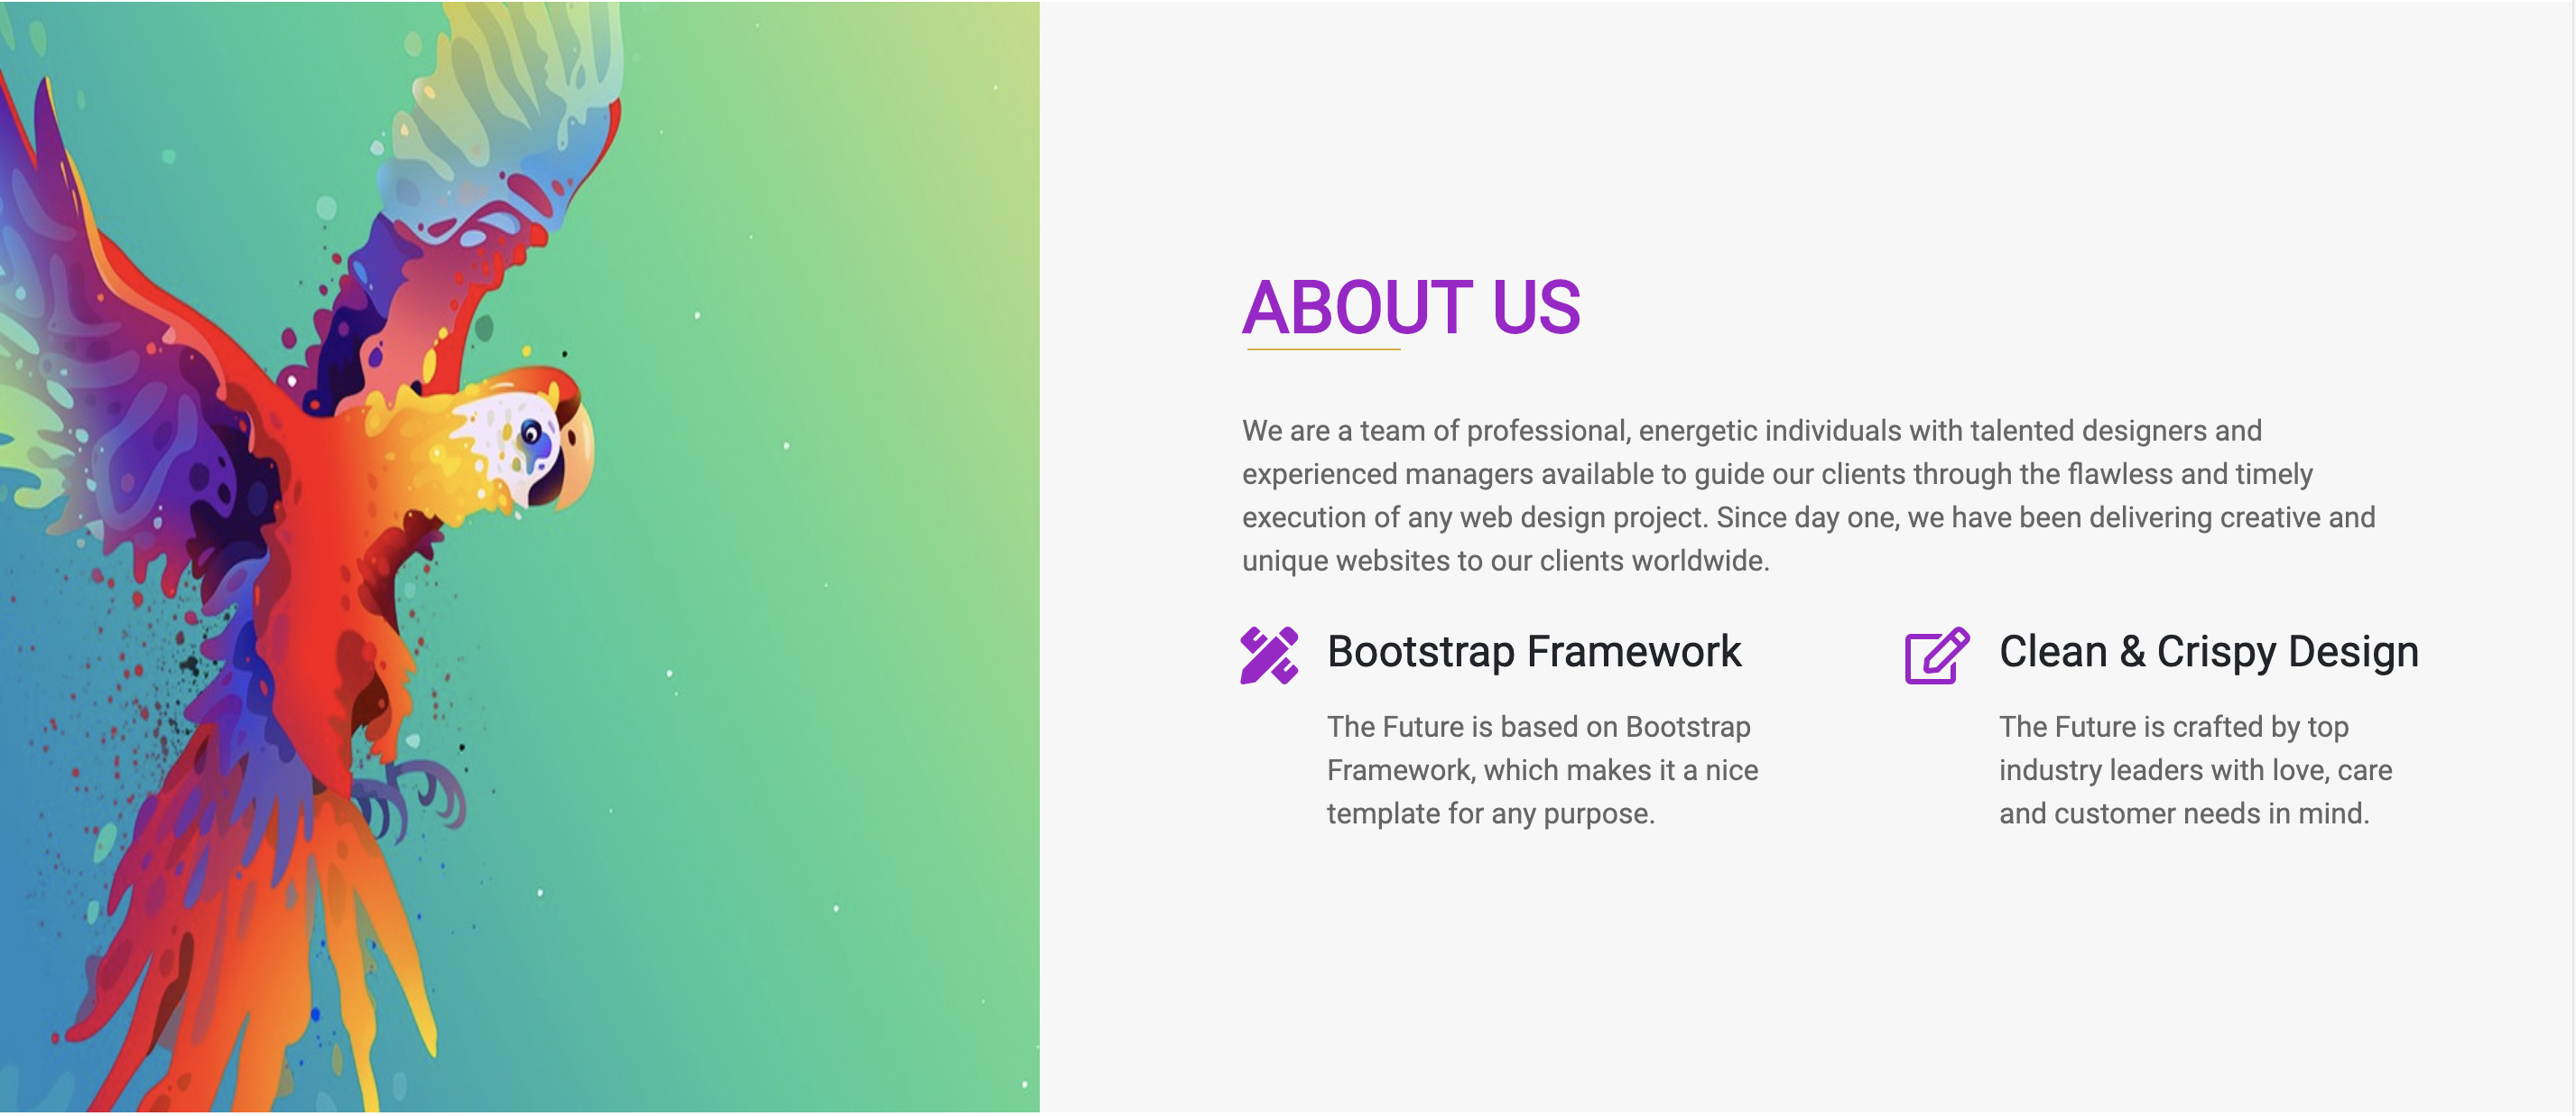 ABOUT US
We are a team of professional, energetic individuals with talented designers and
experienced managers available to guide our clients through the flawless and timely
execution of any web design project. Since day one, we have been delivering creative and
unique websites to our clients worldwide.
Bootstrap Framework
The Future is based on Bootstrap
Framework, which makes it a nice
template for any purpose.
Clean & Crispy Design
The Future is crafted by top
industry leaders with love, care
and customer needs in mind.